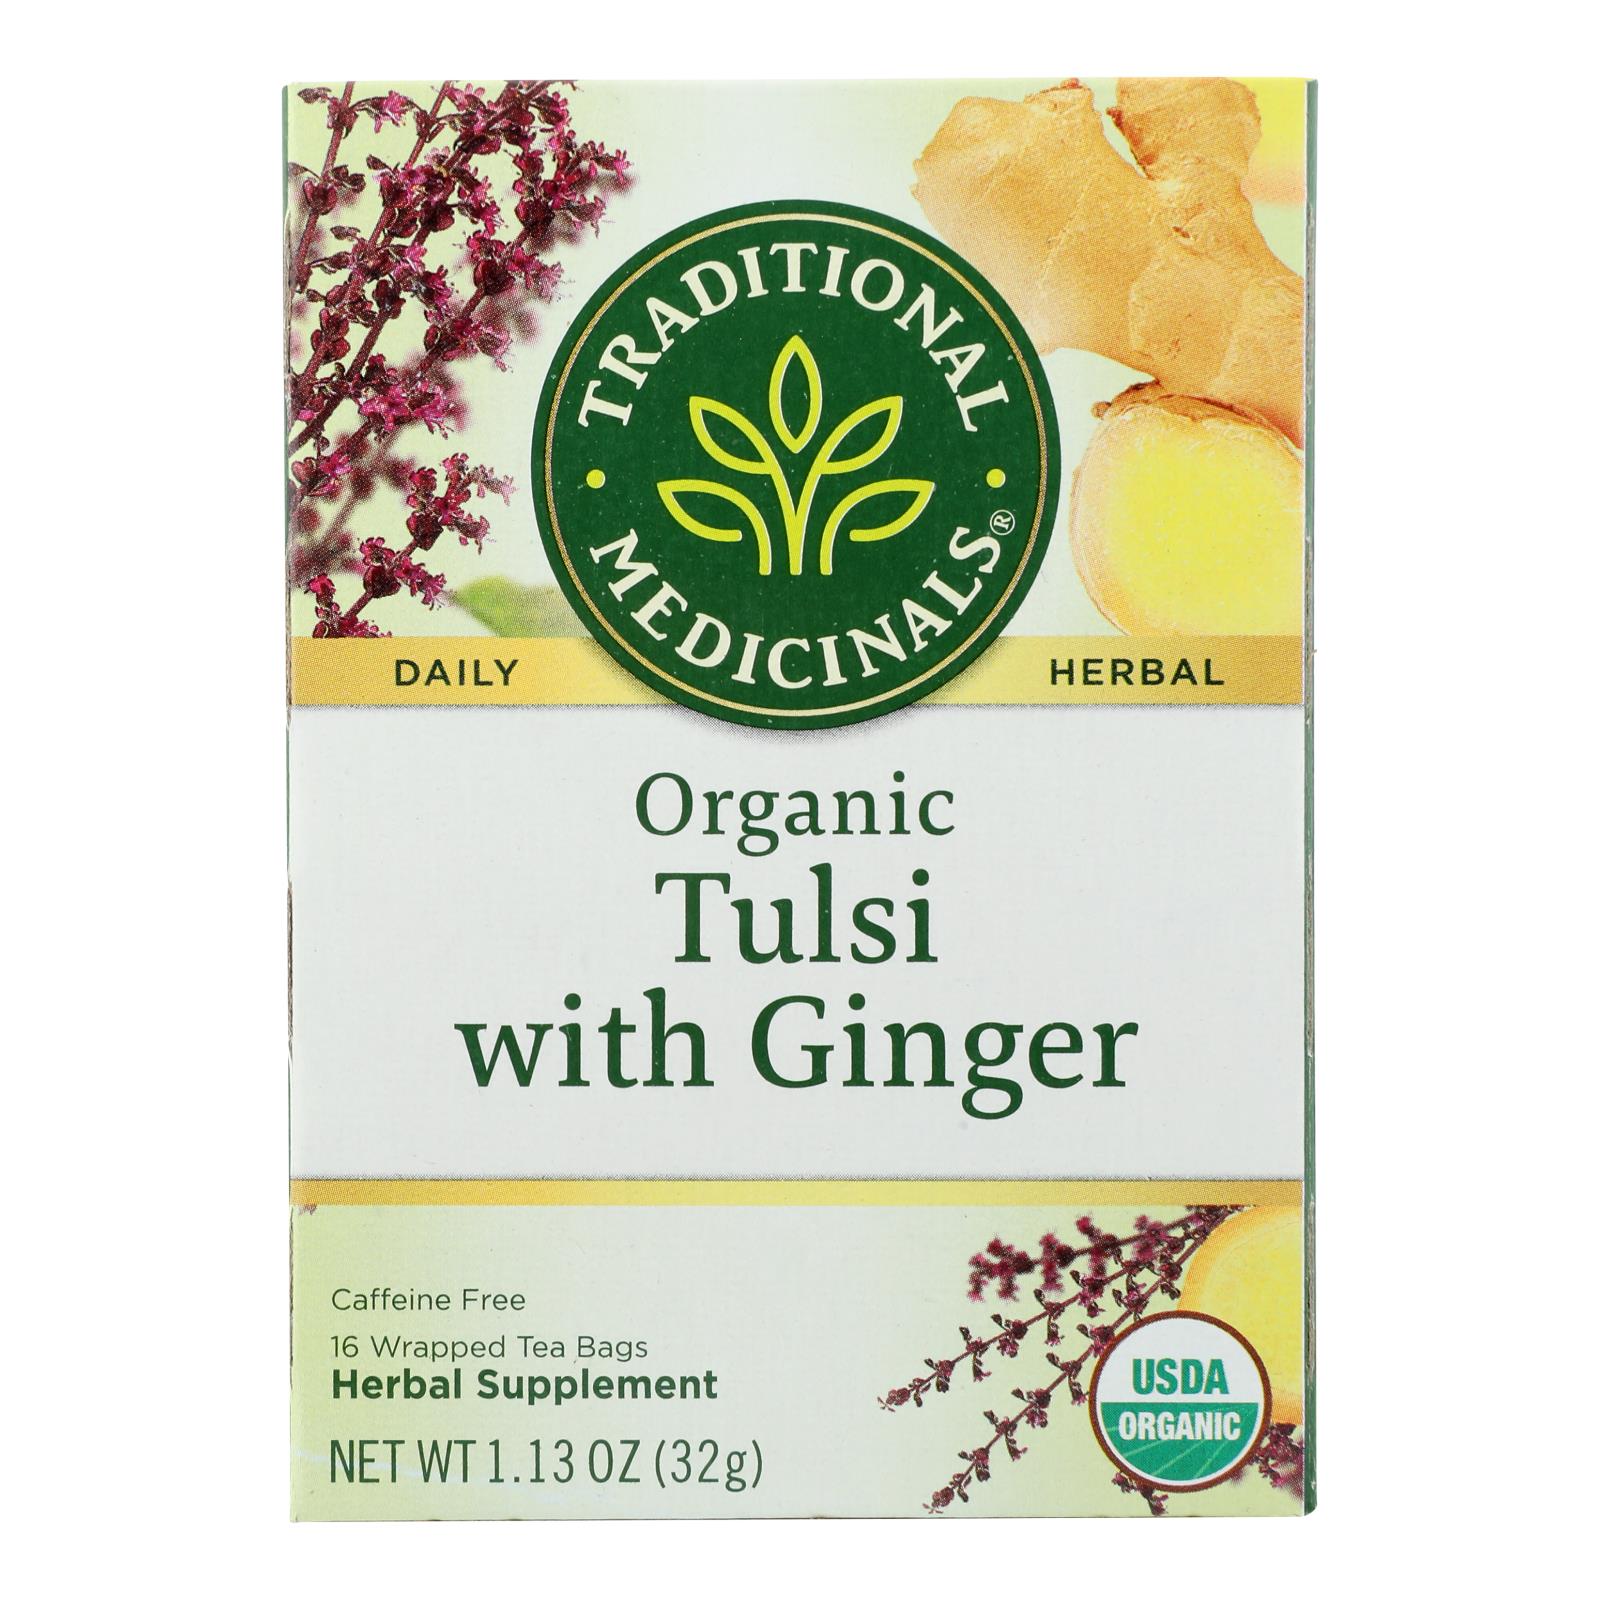 TRADITIONAL
MEDICINALS®
DAILY
HERBAL
Organic
Tulsi
with Ginger
Caffeine Free
16 Wrapped Tea Bags
Herbal Supplement
NET WT 1.13 OZ (32g)
USDA
ORGANIC